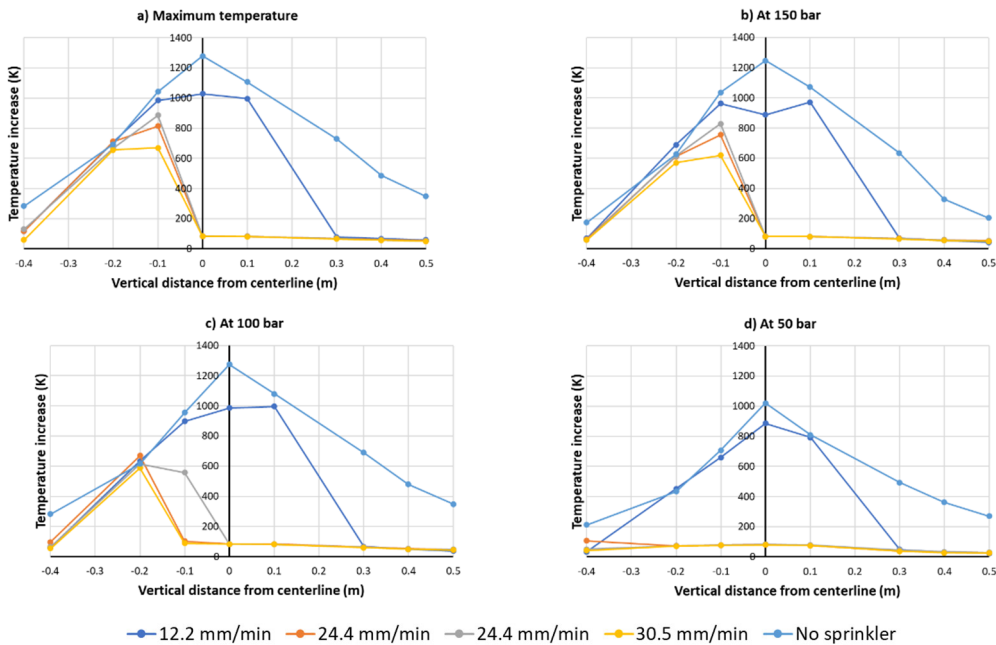 a) Maximum temperature
Temperature increase (K)
1400
1200
1000
800
600
400
200
0
-0.4 -0.3 -0.2 -0.1 0 0.1 0.2 0.3 0.4 0.5
Vertical distance from centerline (m)
b) At 150 bar
Temperature increase (K)
1400
1200
1000
800
600
400
200
0
-0.4 -0.3 -0.2 -0.1 0 0.1 0.2 0.3 0.4 0.5
Vertical distance from centerline (m)
c) At 100 bar
Temperature increase (K)
1400
1200
1000
800
600
400
200
0
-0.4 -0.3 -0.2 -0.1 0 0.1 0.2 0.3 0.4 0.5
Vertical distance from centerline (m)
d) At 50 bar
Temperature increase (K)
1400
1200
1000
800
600
400
200
0
-0.4 -0.3 -0.2 -0.1 0 0.1 0.2 0.3 0.4 0.5
Vertical distance from centerline (m)
12.2 mm/min 24.4 mm/min 24.4 mm/min 30.5 mm/min No sprinkler